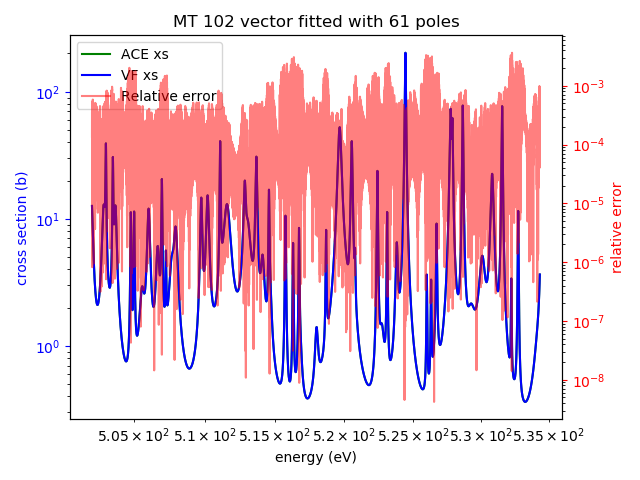 MT 102 vector fitted with 61 poles
ACE xs
VF xs
Relative error
cross section (b)
10²
10¹
10⁰
relative error
10⁻³
10⁻⁴
10⁻⁵
10⁻⁶
10⁻⁷
10⁻⁸
5.05 × 10² 5.1 × 10² 5.15 × 10² 5.2 × 10² 5.25 × 10² 5.3 × 10² 5.35 × 10²
energy (eV)